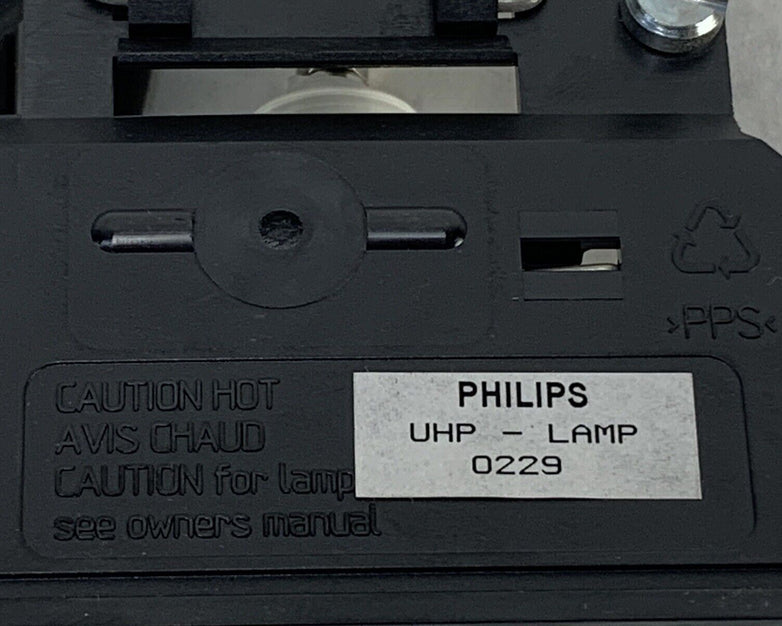 >PPS<
CAUTION HOT
AVIS CHAUD
CAUTION for lamp
see owners manual
PHILIPS
UHP - LAMP
0229